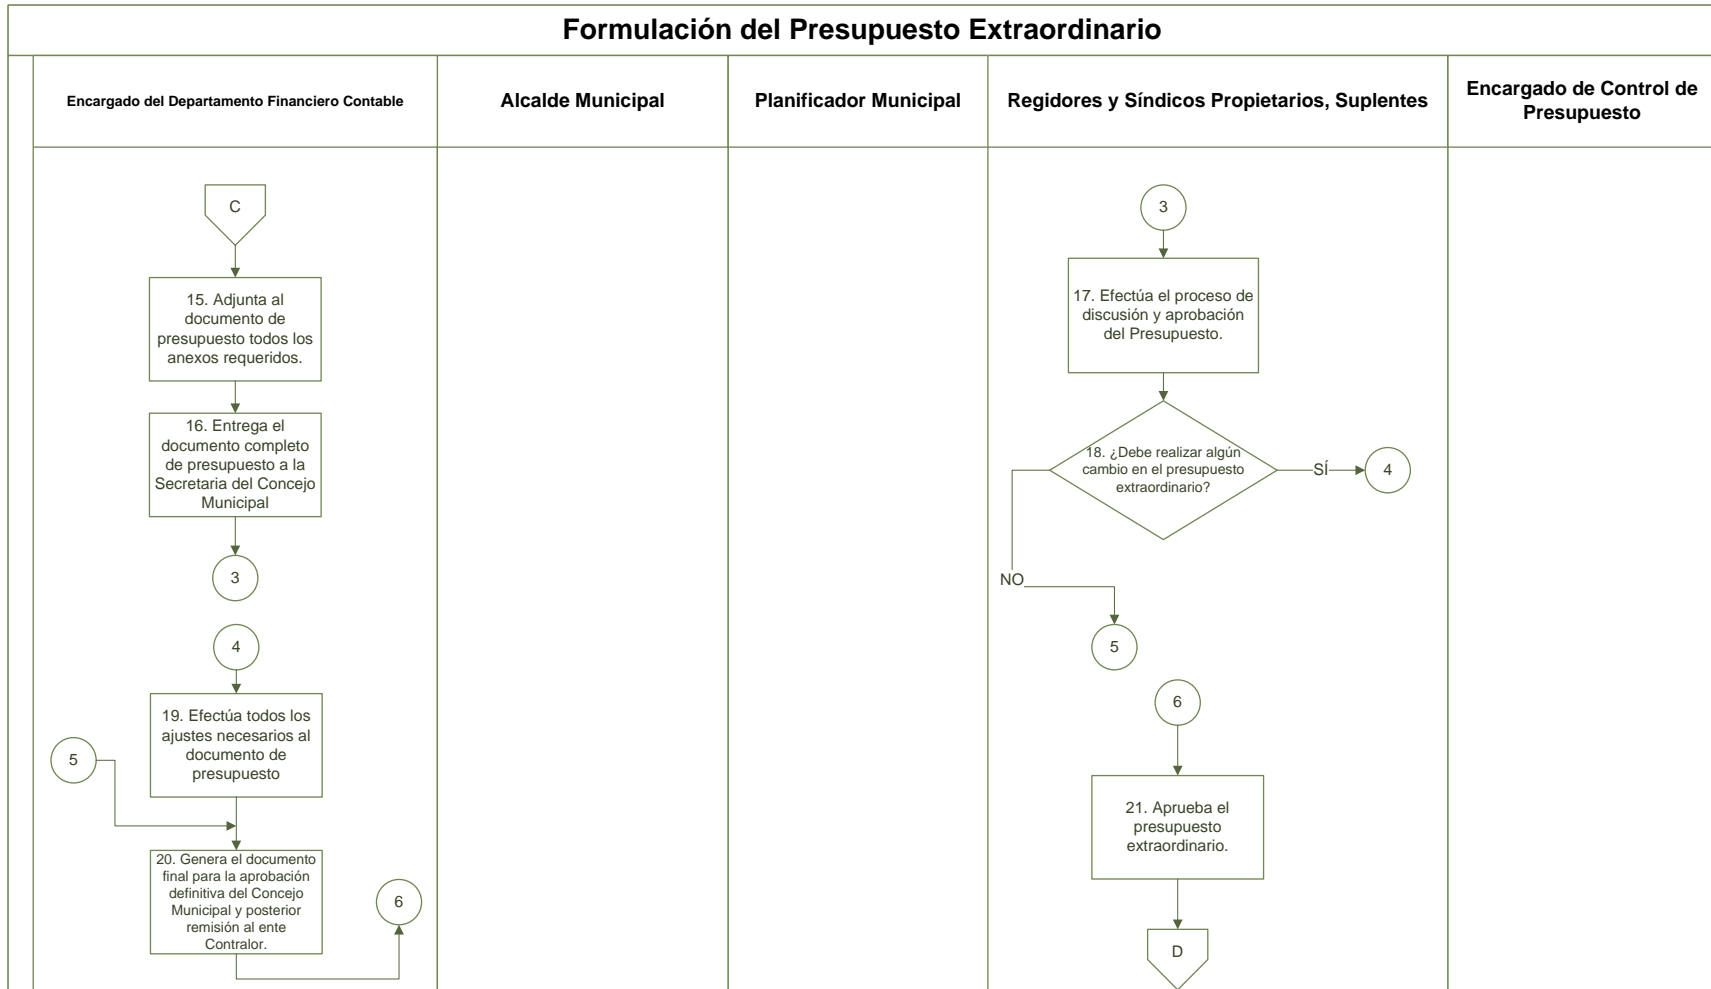 Formulación del Presupuesto Extraordinario
Encargado del Departamento Financiero Contable
Alcalde Municipal
Planificador Municipal
Regidores y Síndicos Propietarios, Suplentes
Encargado de Control de
Presupuesto
C
15. Adjunta al
documento de
presupuesto todos los
anexos requeridos.
16. Entrega el
documento completo
de presupuesto a la
Secretaria del Concejo
Municipal
3
4
19. Efectúa todos los
ajustes necesarios al
documento de
presupuesto
5
20. Genera el documento
final para la aprobación
definitiva del Concejo
Municipal y posterior
remisión al ente
Contralor.
6
3
17. Efectúa el proceso de
discusión y aprobación
del Presupuesto.
18. ¿Debe realizar algún
cambio en el presupuesto
extraordinario?
SÍ
4
NO
5
6
21. Aprueba el
presupuesto
extraordinario.
D